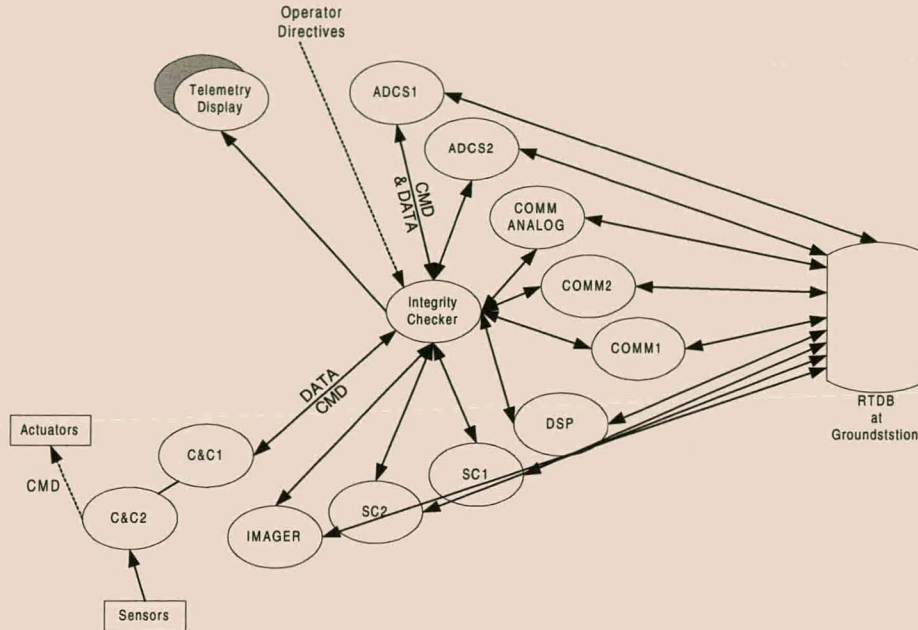 Operator
Directives
Telemetry
Display
ADCS1
ADCS2
CMD
& DATA
COMM
ANALOG
COMM2
Integrity
Checker
COMM1
RTDB
at
Groundststion
DATA
CMD
DSP
Actuators
C&C1
SC1
CMD
SC2
C&C2
IMAGER
Sensors